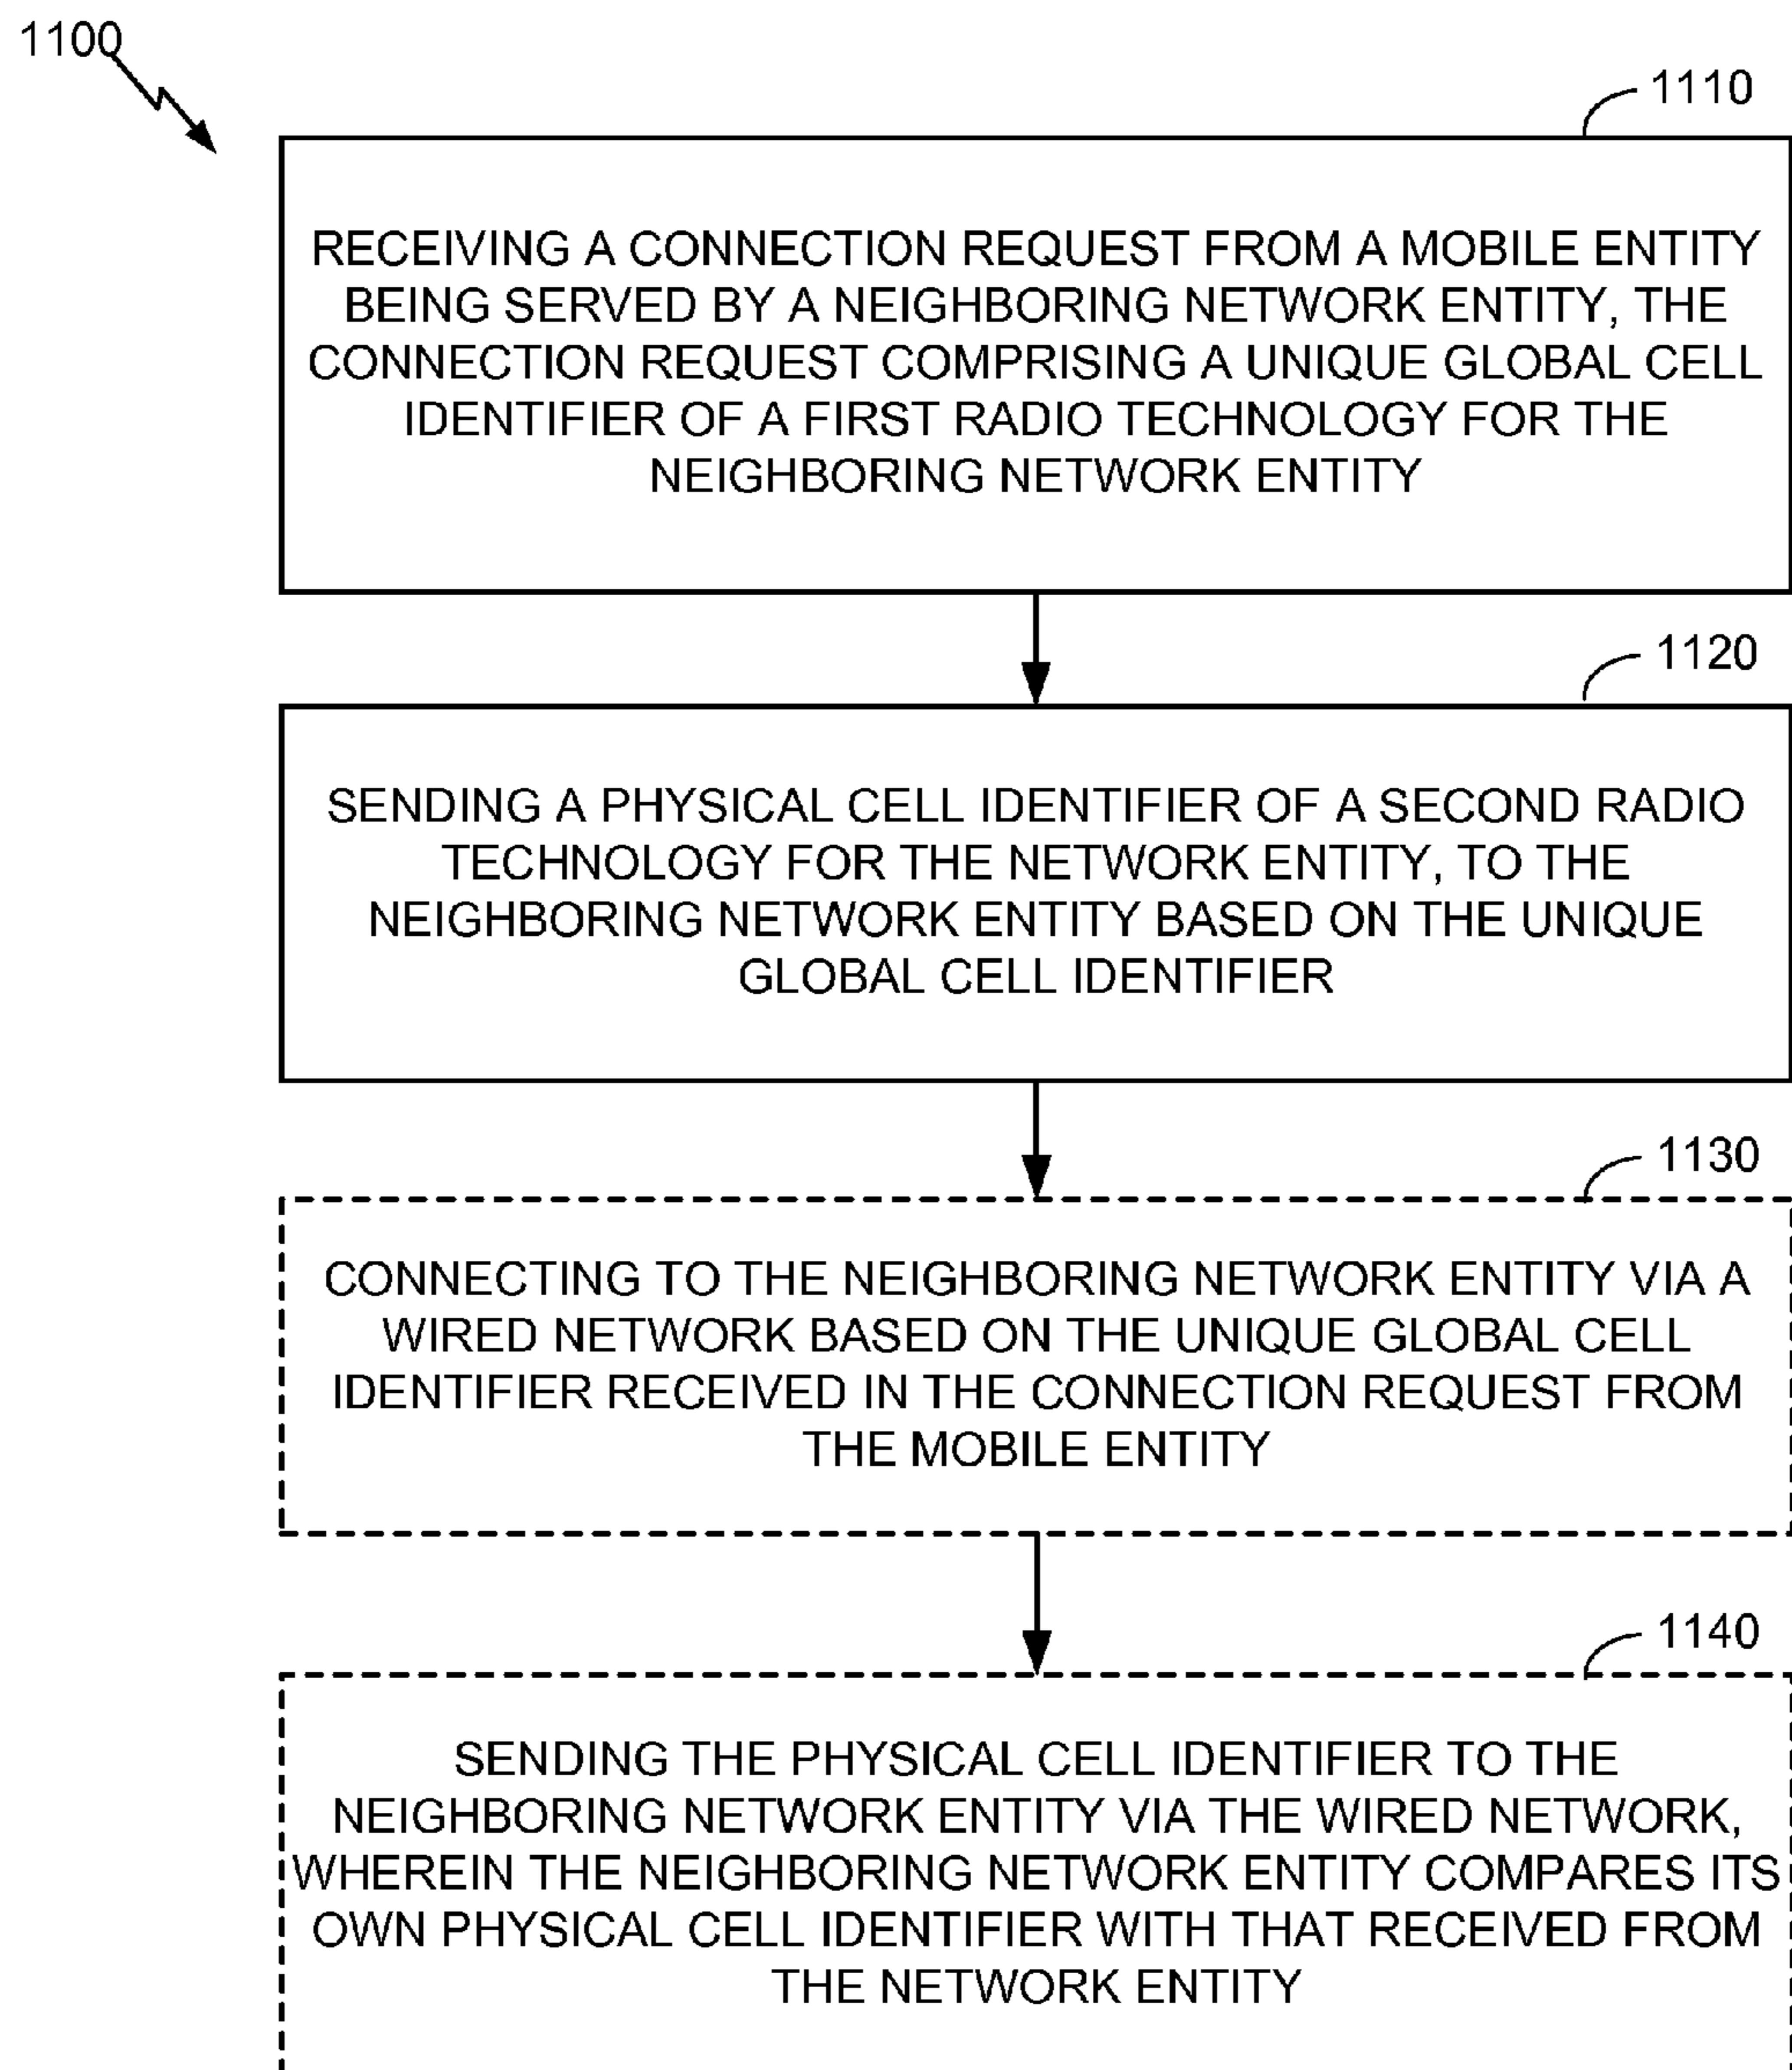 1100
1110
RECEIVING A CONNECTION REQUEST FROM A MOBILE ENTITY
BEING SERVED BY A NEIGHBORING NETWORK ENTITY, THE
CONNECTION REQUEST COMPRISING A UNIQUE GLOBAL CELL
IDENTIFIER OF A FIRST RADIO TECHNOLOGY FOR THE
NEIGHBORING NETWORK ENTITY
1120
SENDING A PHYSICAL CELL IDENTIFIER OF A SECOND RADIO
TECHNOLOGY FOR THE NETWORK ENTITY, TO THE
NEIGHBORING NETWORK ENTITY BASED ON THE UNIQUE
GLOBAL CELL IDENTIFIER
1130
CONNECTING TO THE NEIGHBORING NETWORK ENTITY VIA A
WIRED NETWORK BASED ON THE UNIQUE GLOBAL CELL
IDENTIFIER RECEIVED IN THE CONNECTION REQUEST FROM
THE MOBILE ENTITY
1140
SENDING THE PHYSICAL CELL IDENTIFIER TO THE
NEIGHBORING NETWORK ENTITY VIA THE WIRED NETWORK,
WHEREIN THE NEIGHBORING NETWORK ENTITY COMPARES ITS
OWN PHYSICAL CELL IDENTIFIER WITH THAT RECEIVED FROM
THE NETWORK ENTITY